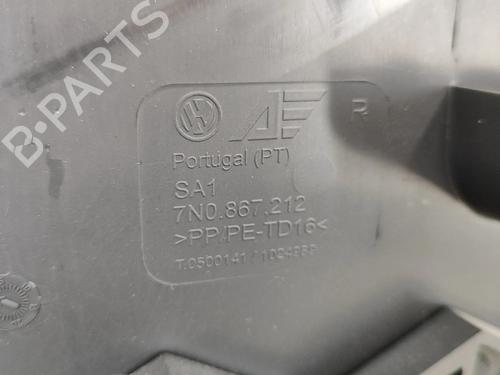 B-PARTS
R
Portugal (PT)
SA1
7N0.867.212
>PP/PE-TD16<